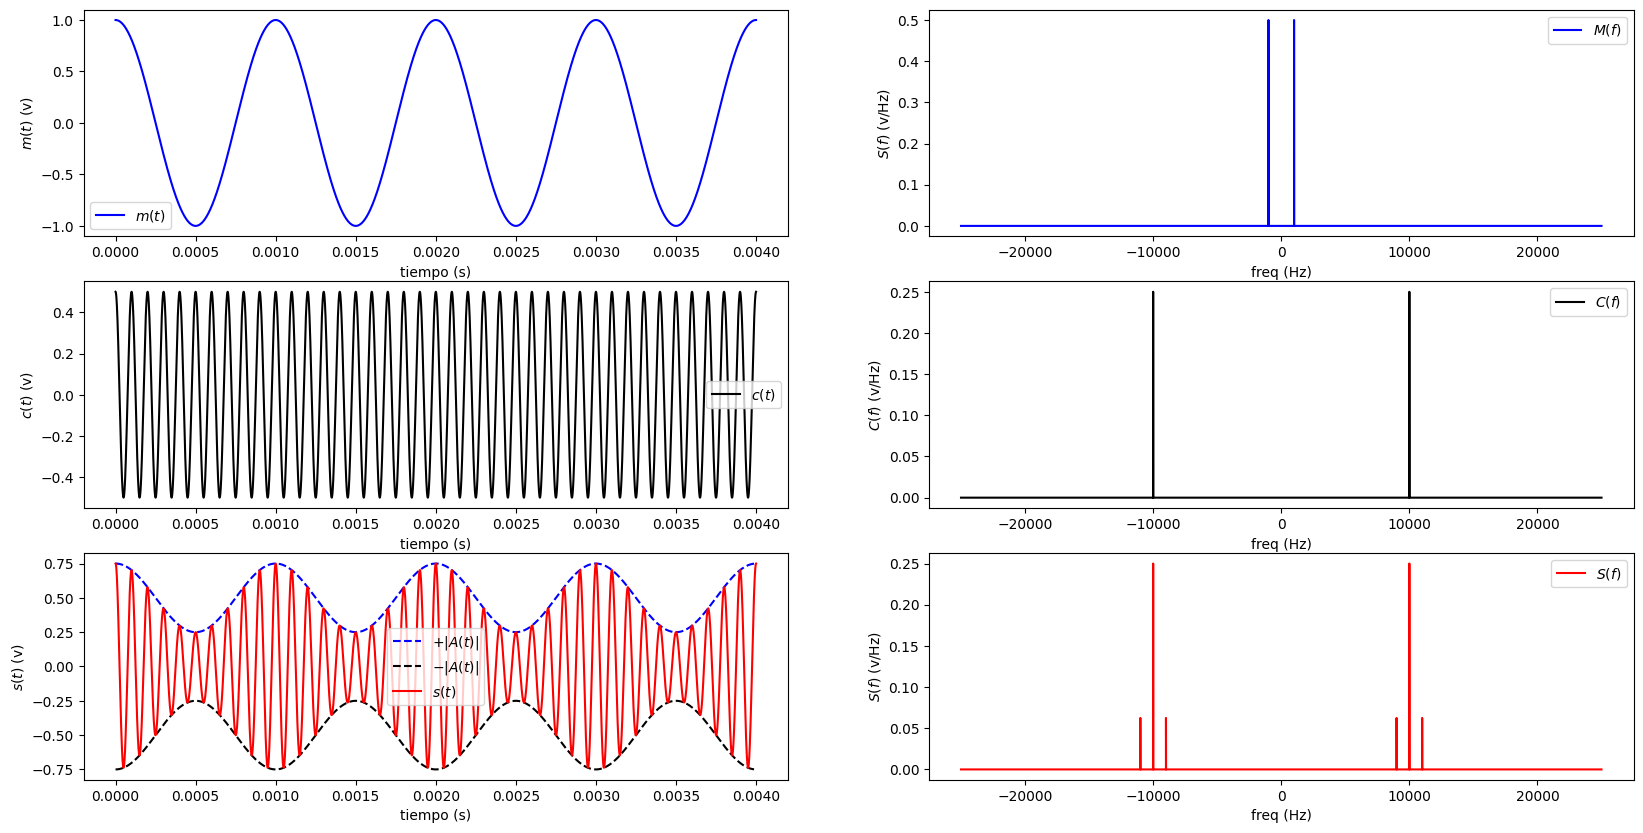 1.0
0.5
0.0
−0.5
−1.0
m(t) (v)
m(t)
0.0000 0.0005 0.0010 0.0015 0.0020 0.0025 0.0030 0.0035 0.0040
tiempo (s)
0.5
0.4
0.3
0.2
0.1
0.0
S(f) (v/Hz)
M(f)
−20000 −10000 0 10000 20000
freq (Hz)
0.4
0.2
0.0
−0.2
−0.4
c(t) (v)
c(t)
0.0000 0.0005 0.0010 0.0015 0.0020 0.0025 0.0030 0.0035 0.0040
tiempo (s)
0.25
0.20
0.15
0.10
0.05
0.00
C(f) (v/Hz)
C(f)
−20000 −10000 0 10000 20000
freq (Hz)
0.75
0.50
0.25
0.00
−0.25
−0.50
−0.75
s(t) (v)
+|A(t)|
−|A(t)|
s(t)
0.0000 0.0005 0.0010 0.0015 0.0020 0.0025 0.0030 0.0035 0.0040
tiempo (s)
0.25
0.20
0.15
0.10
0.05
0.00
S(f) (v/Hz)
S(f)
−20000 −10000 0 10000 20000
freq (Hz)